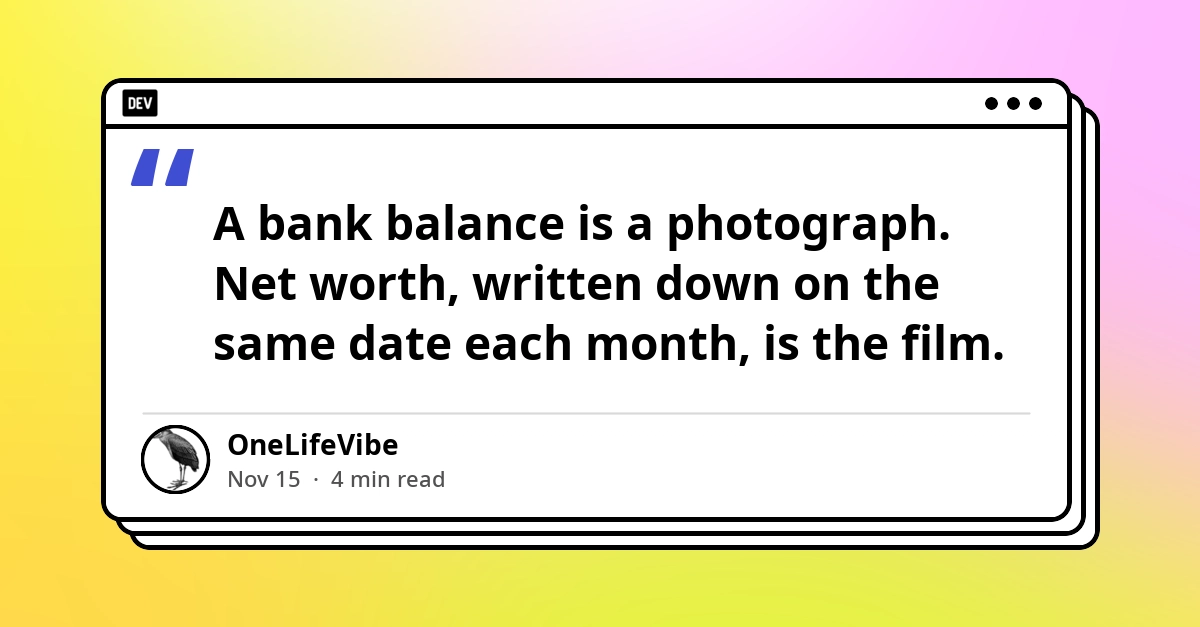 DEV
“
A bank balance is a photograph.
Net worth, written down on the
same date each month, is the film.
OneLifeVibe
Nov 15 · 4 min read